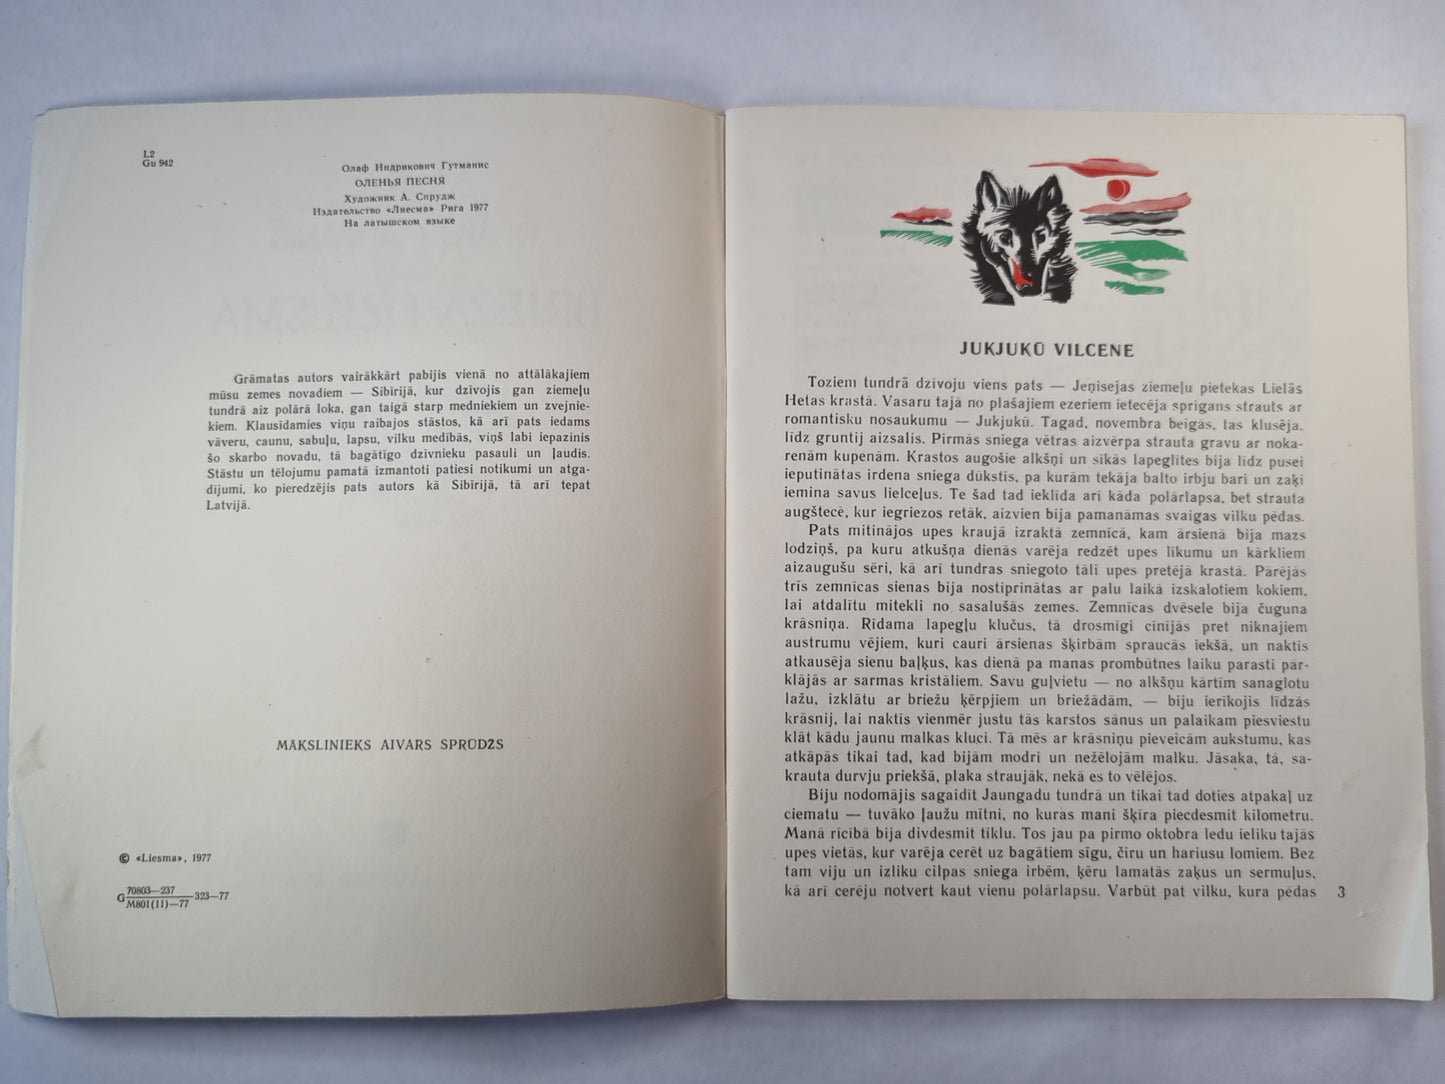 L2
Gu 942
Олаф Индрикович Гутманис
ОЛЕНЬЯ ПЕСНЯ
Художник А. Спрудж
Издательство «Лиесма» Рига 1977
На латышском языке
Grāmatas autors vairākkārt pabijis vienā no attālākajiem
mūsu zemes novadiem — Sibīrijā, kur dzīvojis gan ziemeļu
tundrā aiz polārā loka, gan taigā starp medniekiem un zvejnie-
kiem. Klausīdamies viņu raibajos stāstos, kā arī pats iedams
vāveru, caunu, sabuļu, lapsu, vilku medībās, viņš labi iepazinis
šo skarbo novadu, tā bagātīgo dzīvnieku pasauli un ļaudis.
Stāstu un tēlojumu pamatā izmantoti patiesi notikumi un atga-
dījumi, ko pieredzējis pats autors kā Sibīrijā, tā arī tepat
Latvijā.
MĀKSLINIEKS AIVARS SPRŪDŽS
© «Liesma», 1977
G 70803—237 323—77
M801(11)—77
JUKJUKŪ VILCENE
Toziem tundrā dzīvoju viens pats — Jeņisejas ziemeļu pietekas Lielās
Hetas krastā. Vasaru tajā no plašajiem ezeriem ietecēja sprigans strauts ar
romantisku nosaukumu — Jukjukū. Tagad, novembra beigās, tas klusēja,
līdz gruntij aizsalis. Pirmās sniega vētras aizvērpa strauta gravu ar noka-
renām kupenām. Krastos augošie alkšņi un sīkās lapeglītes bija līdz pusei
ieputinātas irdena sniega dūkstīs, pa kurām tekāja balto irbju bari un zaķi
iemina savus lielceļus. Te šad tad ieklīda arī kāda polārlapsa, bet strauta
augštecē, kur iegriezos retāk, aizvien bija pamanāmas svaigas vilku pēdas.
Pats mitinājos upes kraujā izraktā zemnīcā, kam ārsienā bija mazs
lodziņš, pa kuru atkušņa dienās varēja redzēt upes līkumu un kārkliem
aizaugušu sēri, kā arī tundras sniegoto tāli upes pretējā krastā. Pārējās
trīs zemnīcas sienas bija nostiprinātas ar palu laikā izskalotiem kokiem,
lai atdalītu mitekli no sasalušās zemes. Zemnīcas dvēsele bija čuguna
krāsniņa. Rīdama lapegļu klučus, tā drosmīgi cīnījās pret niknajiem
austrumu vējiem, kuri cauri ārsienas šķirbām spraucās iekšā, un naktīs
atkausēja sienu baļķus, kas dienā pa manas prombūtnes laiku parasti pār-
klājās ar sarmas kristāliem. Savu guļvietu — no alkšņu kārtīm sanaglotu
lažu, izklātu ar briežu ķērpjiem un briežādām, — biju ierīkojis līdzās
krāsnij, lai naktīs vienmēr justu tās karstos sānus un palaikam piesviestu
klāt kādu jaunu malkas kluci. Tā mēs ar krāsniņu pieveicām aukstumu, kas
atkāpās tikai tad, kad bijām modri un nežēlojām malku. Jāsaka, tā, sa-
krauta durvju priekšā, plaka straujāk, nekā es to vēlējos.
Biju nodomājis sagaidīt Jaungadu tundrā un tikai tad doties atpakaļ uz
ciematu — tuvāko ļaužu mītni, no kuras mani šķīra piecdesmit kilometru.
Manā rīcībā bija divdesmit tīklu. Tos jau pa pirmo oktobra ledu ieliku tajās
upes vietās, kur varēja cerēt uz bagātiem sīgu, čiru un hariusu lomiem. Bez
tam viju un izliku cilpas sniega irbēm, ķēru lamatās zaķus un sermuļus,
kā arī cerēju notvert kaut vienu polārlapsu. Varbūt pat vilku, kura pēdas
3